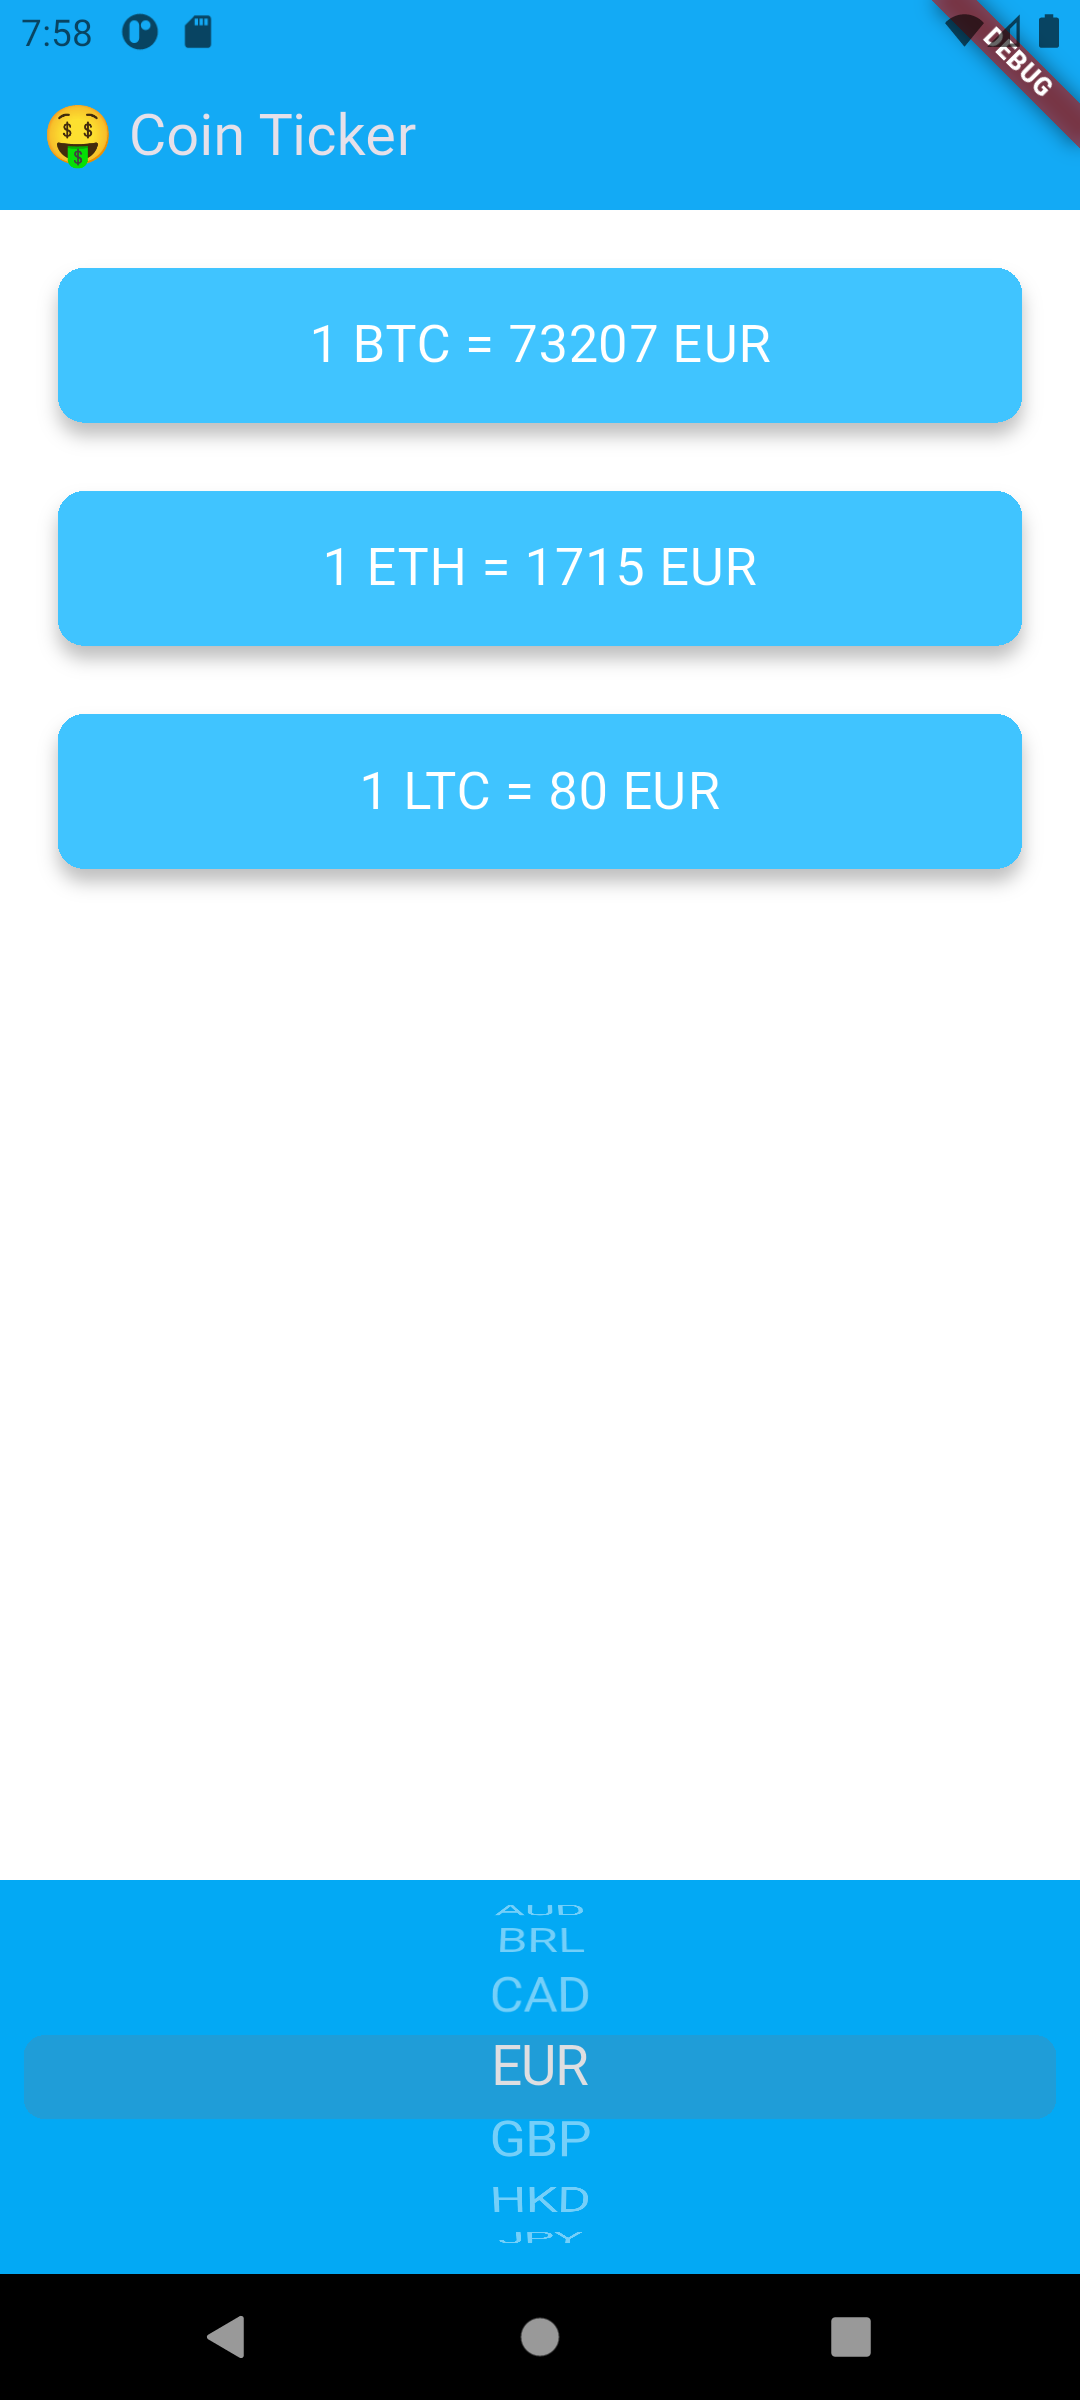 7:58
DEBUG
🤑 Coin Ticker
1 BTC = 73207 EUR
1 ETH = 1715 EUR
1 LTC = 80 EUR
AUD
BRL
CAD
EUR
GBP
HKD
JPY